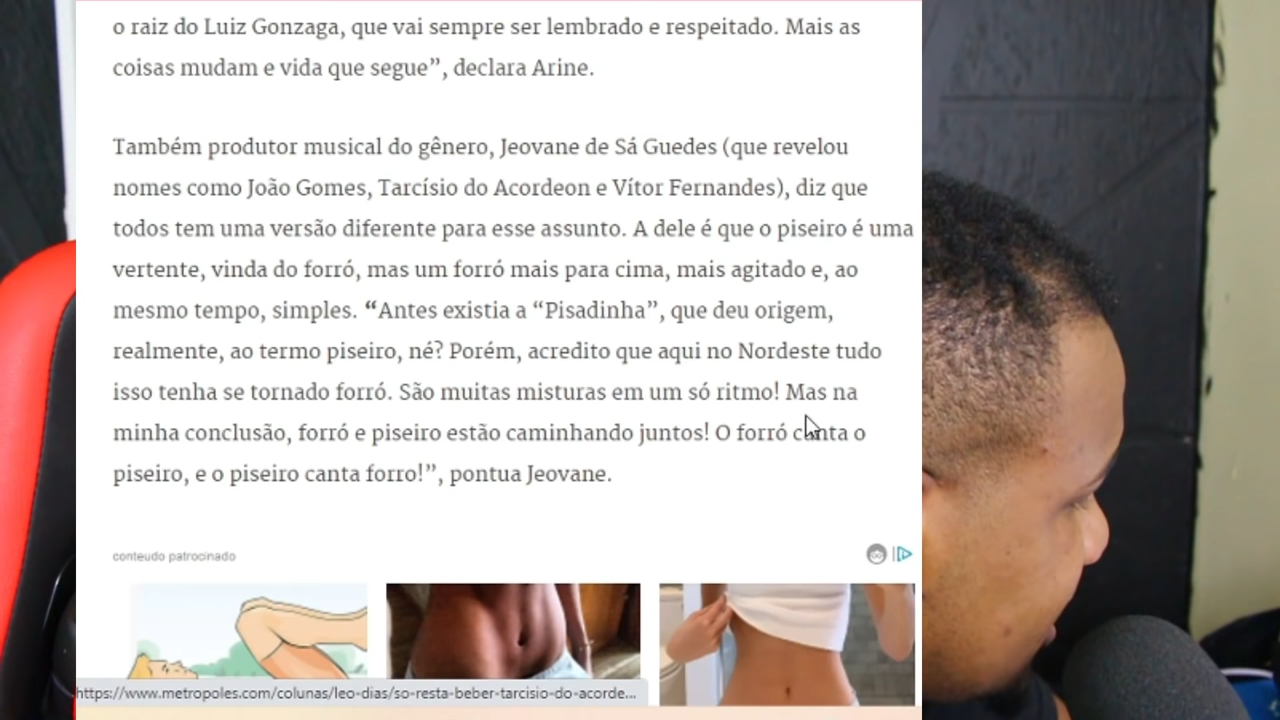 o raiz do Luiz Gonzaga, que vai sempre ser lembrado e respeitado. Mais as
coisas mudam e vida que segue”, declara Arine.
Também produtor musical do gênero, Jeovane de Sá Guedes (que revelou
nomes como João Gomes, Tarcísio do Acordeon e Vítor Fernandes), diz que
todos tem uma versão diferente para esse assunto. A dele é que o piseiro é uma
vertente, vinda do forró, mas um forró mais para cima, mais agitado e, ao
mesmo tempo, simples. “Antes existia a “Pisadinha”, que deu origem,
realmente, ao termo piseiro, né? Porém, acredito que aqui no Nordeste tudo
isso tenha se tornado forró. São muitas misturas em um só ritmo! Mas na
minha conclusão, forró e piseiro estão caminhando juntos! O forró canta o
piseiro, e o piseiro canta forro!”, pontua Jeovane.
conteudo patrocinado
https://www.metropoles.com/colunas/leo-dias/so-resta-beber-tarcisio-do-acorde...